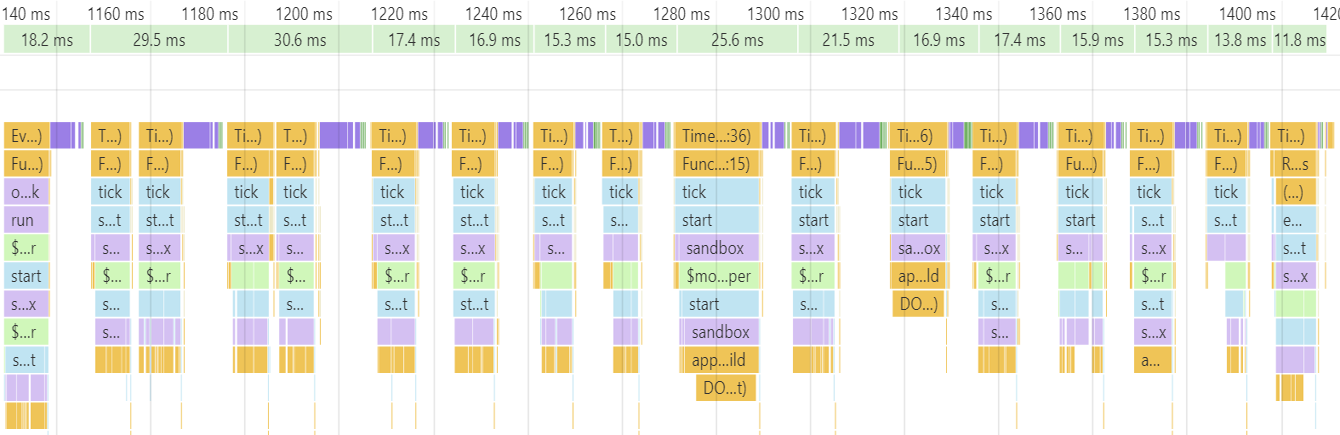 140 ms 1160 ms 1180 ms 1200 ms 1220 ms 1240 ms 1260 ms 1280 ms 1300 ms 1320 ms 1340 ms 1360 ms 1380 ms 1400 ms 1420
18.2 ms 29.5 ms 30.6 ms 17.4 ms 16.9 ms 15.3 ms 15.0 ms 25.6 ms 21.5 ms 16.9 ms 17.4 ms 15.9 ms 15.3 ms 13.8 ms 11.8 ms
Ev...) T...) Ti...) Ti...) T...) Ti...) Ti...) Ti...) T...) Time...:36) Ti...) Ti...6) Ti...) Ti...) Ti...) Ti...) Ti...)
Fu...) F...) F...) F...) F...) F...) F...) F...) F...) Func...:15) F...) Fu...5) F...) Fu...) F...) F...) R...s
o...k tick tick tick tick tick tick tick tick tick tick tick tick tick tick tick (...)
run s...t st...t st...t s...t st...t st...t s...t s... start start start start start s...t s...t e...
$...r s... s...x s...x s... s...x s...x s... sandbox s...x sa...ox s...x s... s...x s...t
start $... $...r $... $...r $...r $mo...per $...r ap...ld $...r $...r s...x
s...x s... s...t s... s...t st...t start s... DO...) s...t s...t
$...r s... sandbox s... s...x
s...t app...ild a...
DO...t)